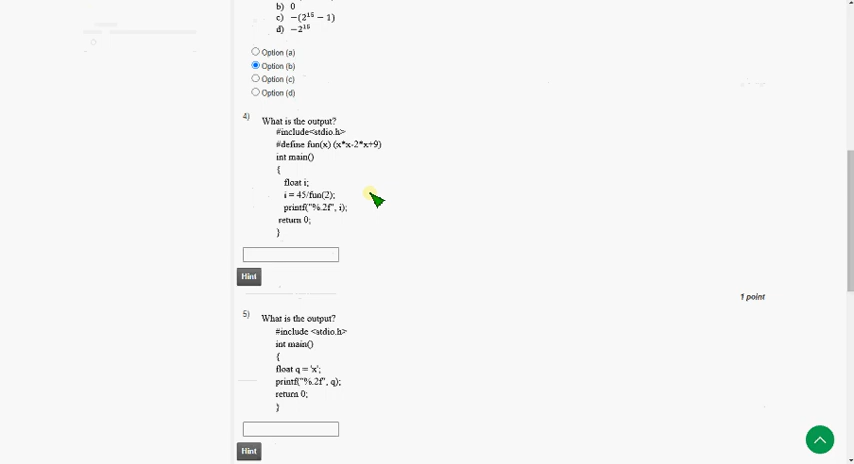 b) 0
c) −(2¹⁵ − 1)
d) −2¹⁵
Option (a)
Option (b)
Option (c)
Option (d)
4) What is the output?
#include<stdio.h>
#define fun(x) (x*x-2*x+9)
int main()
{
float i;
i = 45/fun(2);
printf("%.2f", i);
return 0;
}
Hint
1 point
5) What is the output?
#include <stdio.h>
int main()
{
float q = 'x';
printf("%.2f", q);
return 0;
}
Hint